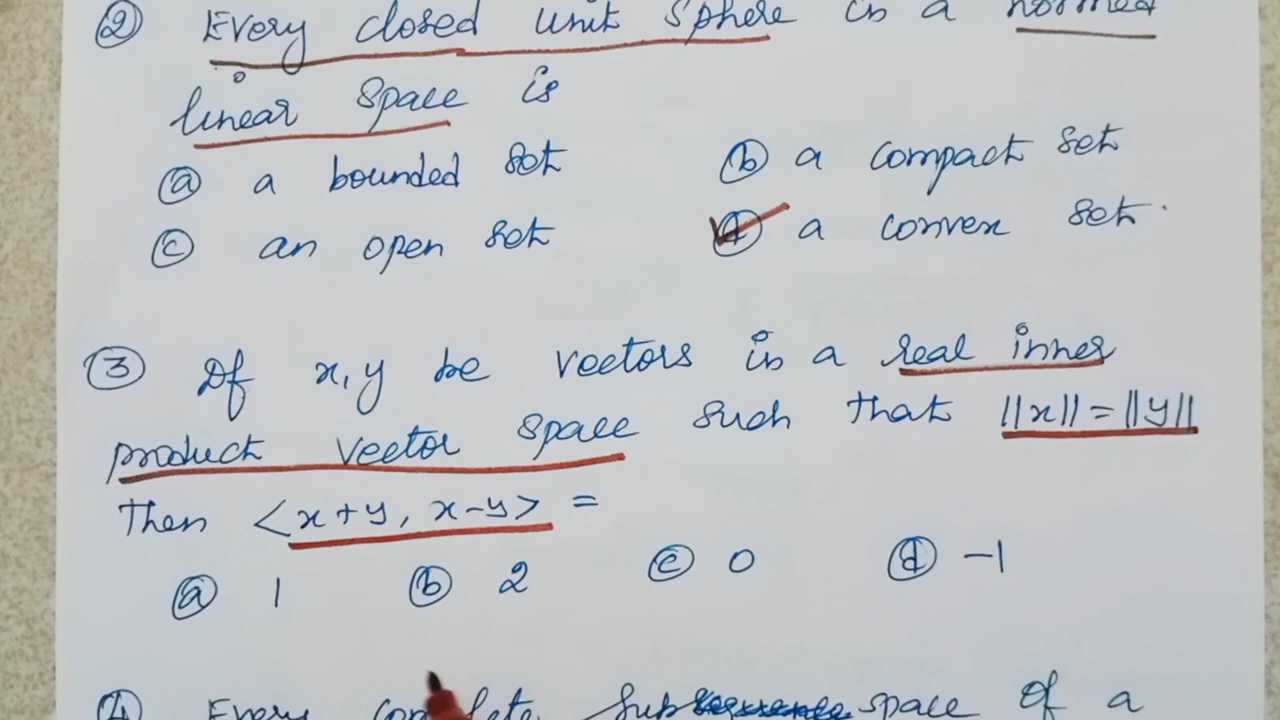 ② Every closed unit sphere in a normed
linear space is
ⓐ a bounded set ⓑ a compact set
ⓒ an open set ⓓ a convex set.
③ If x, y be vectors in a real inner
product vector space such that ||x|| = ||y||
Then <x+y, x-y> =
ⓐ 1 ⓑ 2 ⓒ 0 ⓓ -1
④ Every complete space of a